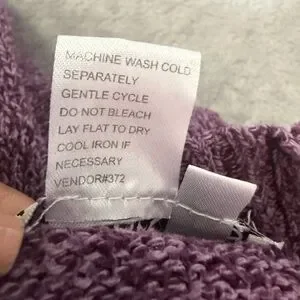 MACHINE WASH COLD
SEPARATELY
GENTLE CYCLE
DO NOT BLEACH
LAY FLAT TO DRY
COOL IRON IF
NECESSARY
VENDOR#372